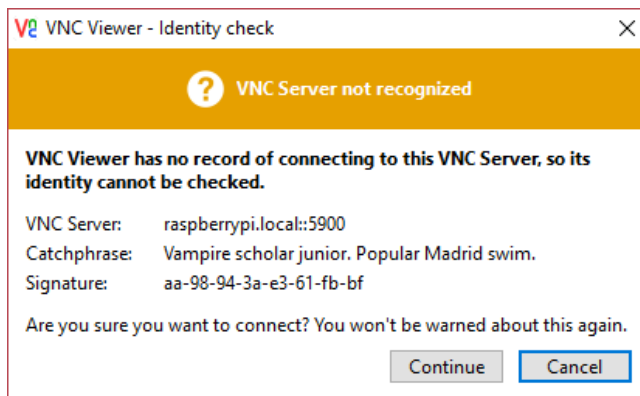 VNC Viewer - Identity check
VNC Server not recognized
VNC Viewer has no record of connecting to this VNC Server, so its
identity cannot be checked.
VNC Server: raspberrypi.local::5900
Catchphrase: Vampire scholar junior. Popular Madrid swim.
Signature: aa-98-94-3a-e3-61-fb-bf
Are you sure you want to connect? You won't be warned about this again.
Continue Cancel